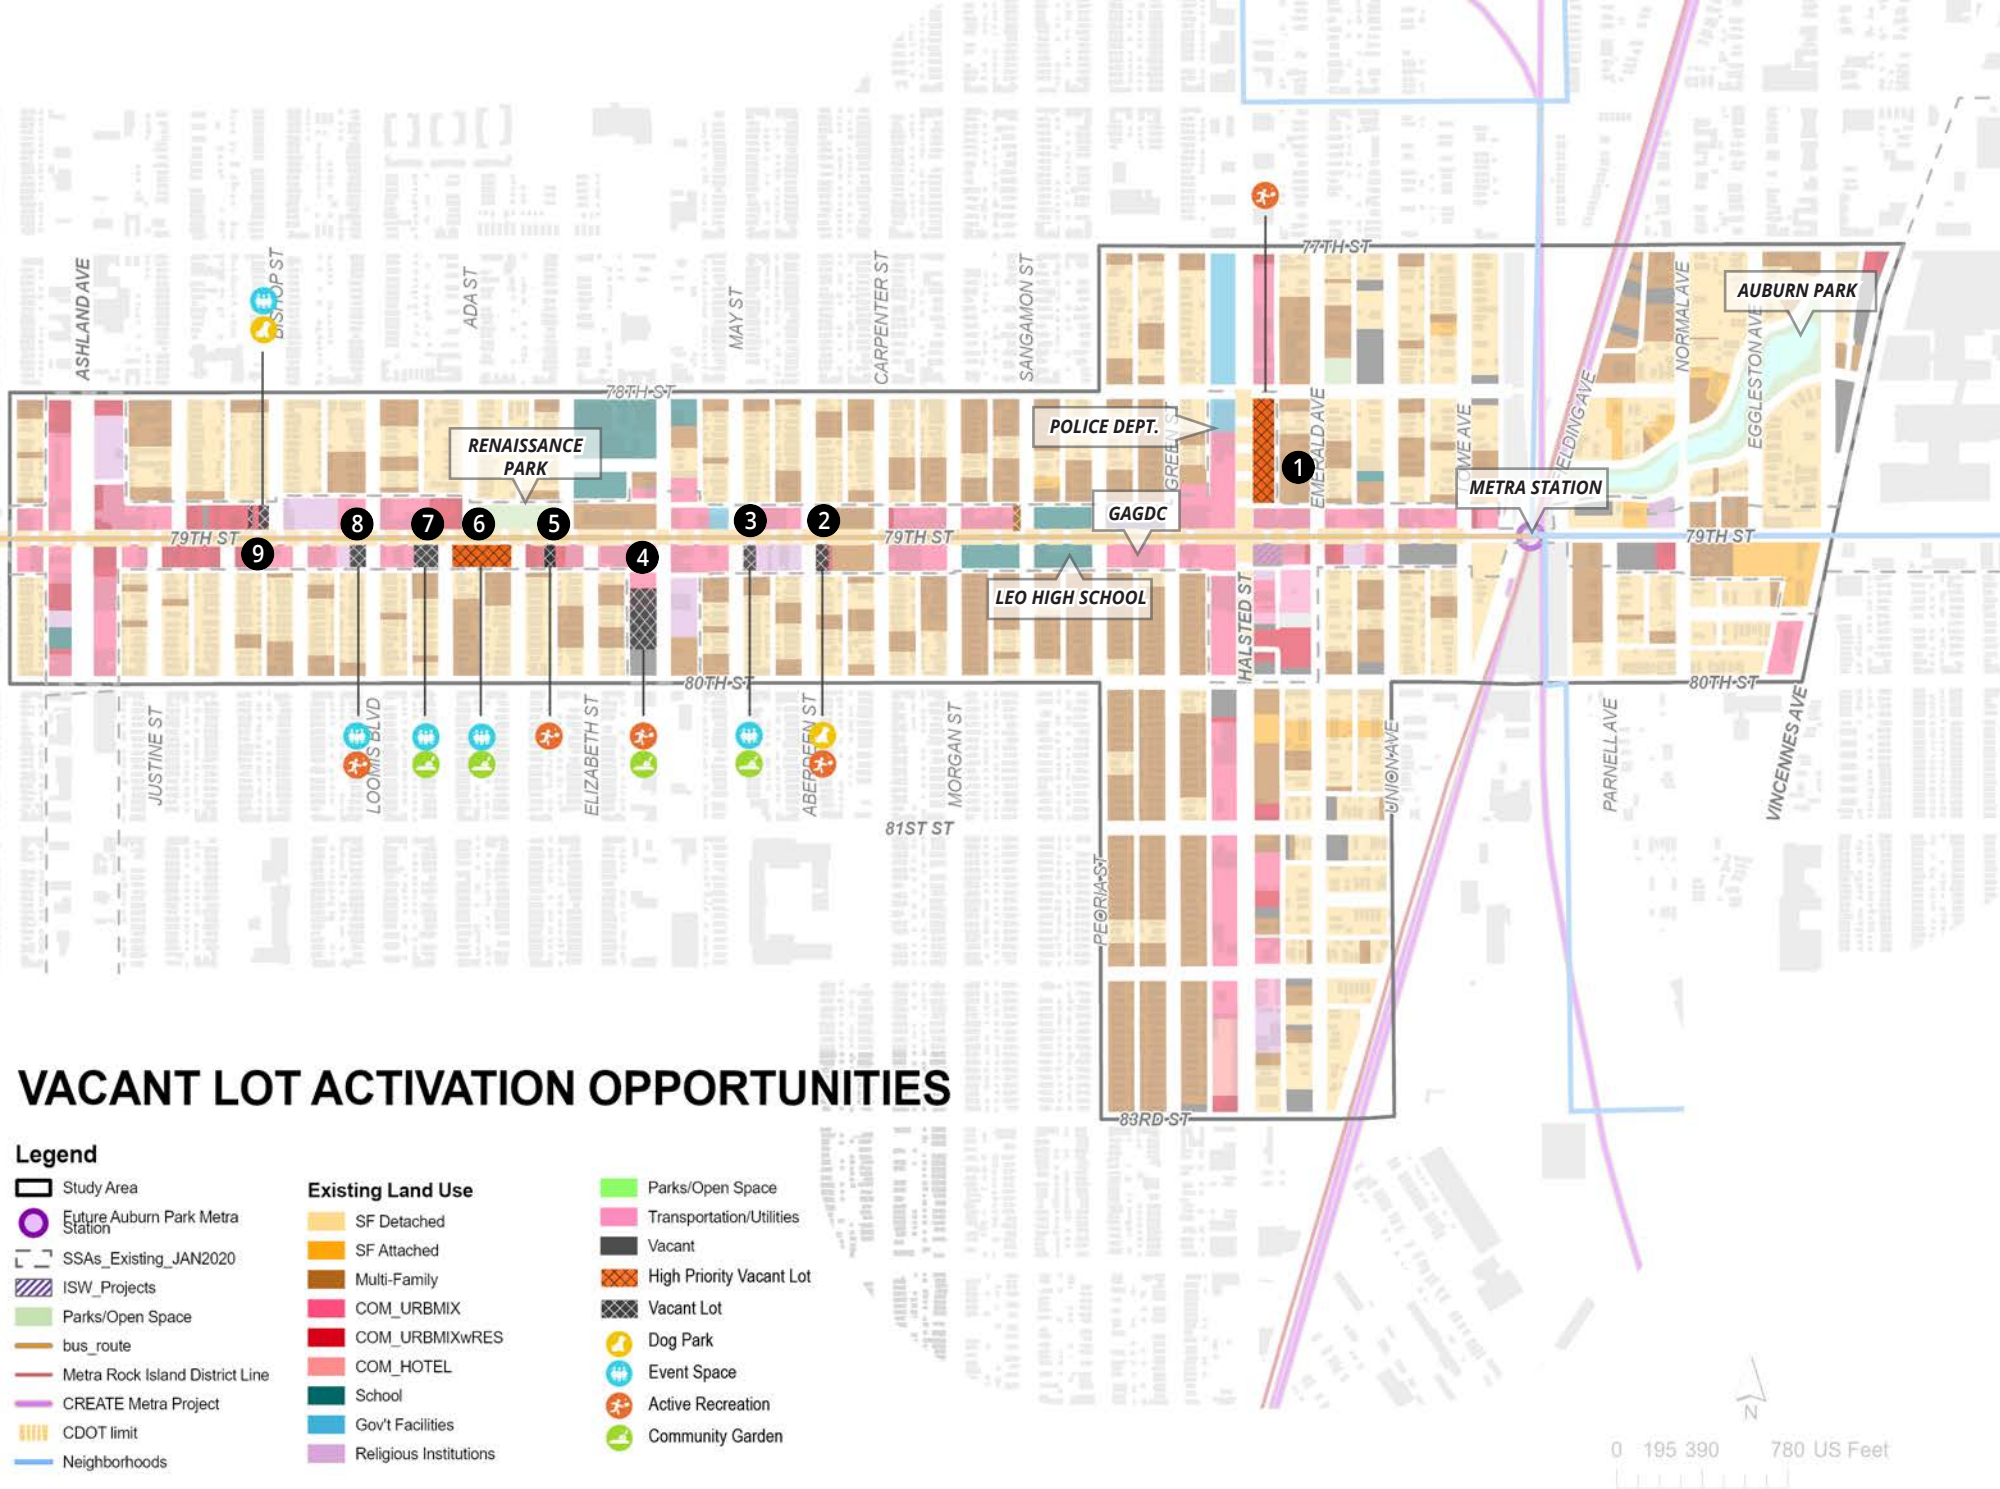 77TH ST
ASHLAND AVE
BISHOP ST
ADA ST
MAY ST
CARPENTER ST
SANGAMON ST
NORMAL AVE
AUBURN PARK
EGGLESTON AVE
78TH ST
RENAISSANCE
PARK
POLICE DEPT.
GREEN ST
1
EMERALD AVE
LOWE AVE
FIELDING AVE
METRA STATION
GAGDC
79TH ST
9
8
7
6
5
4
3
2
79TH ST
79TH ST
LEO HIGH SCHOOL
HALSTED ST
80TH ST
80TH ST
JUSTINE ST
LOOMIS BLVD
ELIZABETH ST
ABERDEEN ST
MORGAN ST
UNION AVE
PARNELL AVE
VINCENNES AVE
81ST ST
PEORIA ST
83RD ST
VACANT LOT ACTIVATION OPPORTUNITIES
Legend
Study Area
Future Auburn Park Metra
Station
SSAs_Existing_JAN2020
ISW_Projects
Parks/Open Space
bus_route
Metra Rock Island District Line
CREATE Metra Project
CDOT limit
Neighborhoods
Existing Land Use
SF Detached
SF Attached
Multi-Family
COM_URBMIX
COM_URBMIXwRES
COM_HOTEL
School
Gov't Facilities
Religious Institutions
Parks/Open Space
Transportation/Utilities
Vacant
High Priority Vacant Lot
Vacant Lot
Dog Park
Event Space
Active Recreation
Community Garden
N
0 195 390 780 US Feet